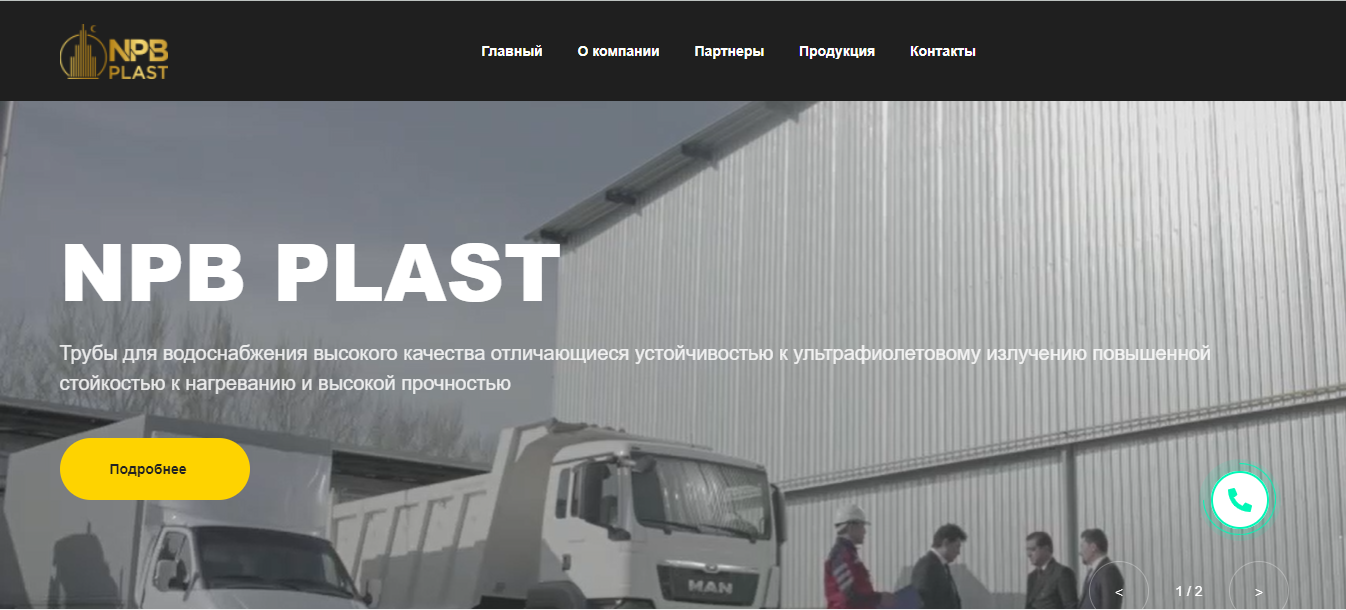 NPB
PLAST
Главный О компании Партнеры Продукция Контакты
NPB PLAST
Трубы для водоснабжения высокого качества отличающиеся устойчивостью к ультрафиолетовому излучению повышенной
стойкостью к нагреванию и высокой прочностью
Подробнее
MAN
< 1 / 2 >